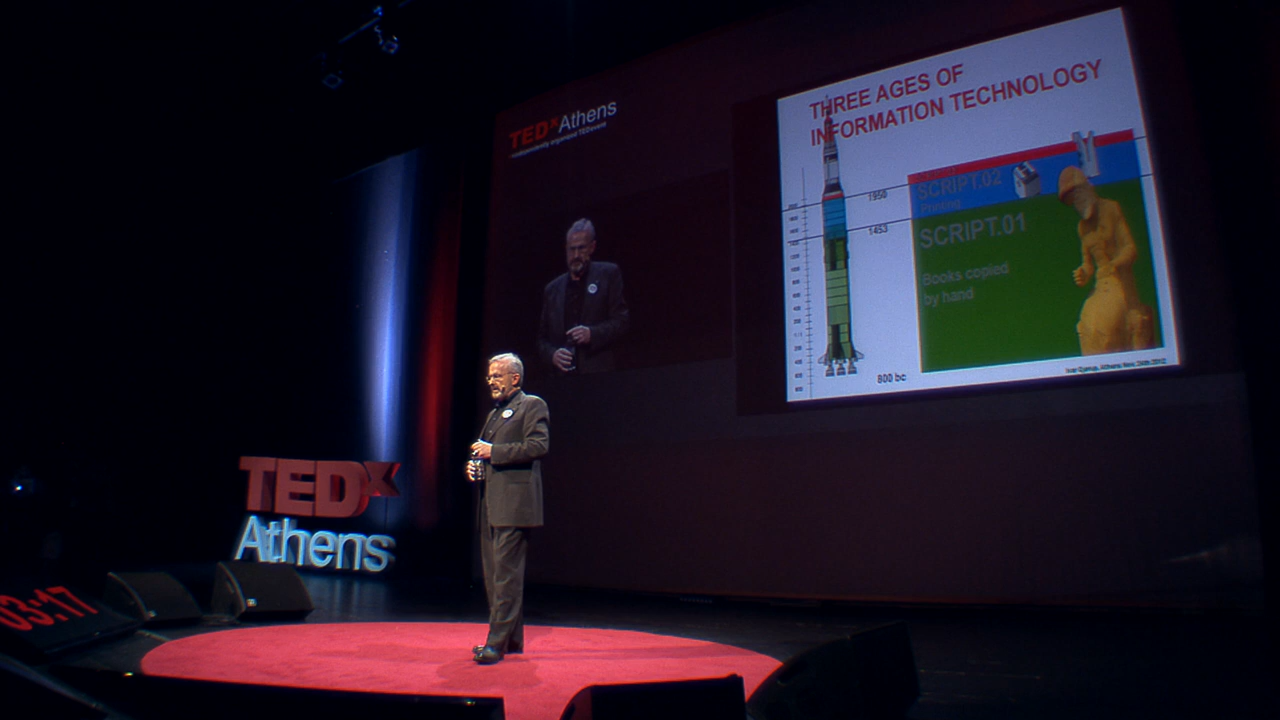 TEDxAthens
THREE AGES OF
INFORMATION TECHNOLOGY
1950
1453
800 bc
SCRIPT.02
Printing
SCRIPT.01
Books copied
by hand
TEDx
Athens
03:17